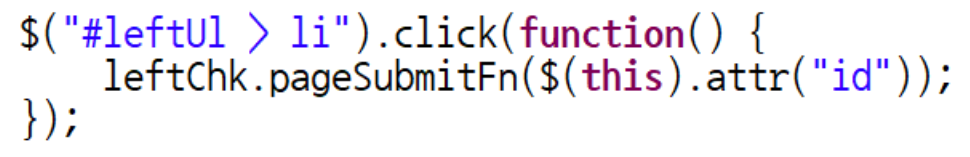 $("#leftUl > li").click(function() {
    leftChk.pageSubmitFn($(this).attr("id"));
});